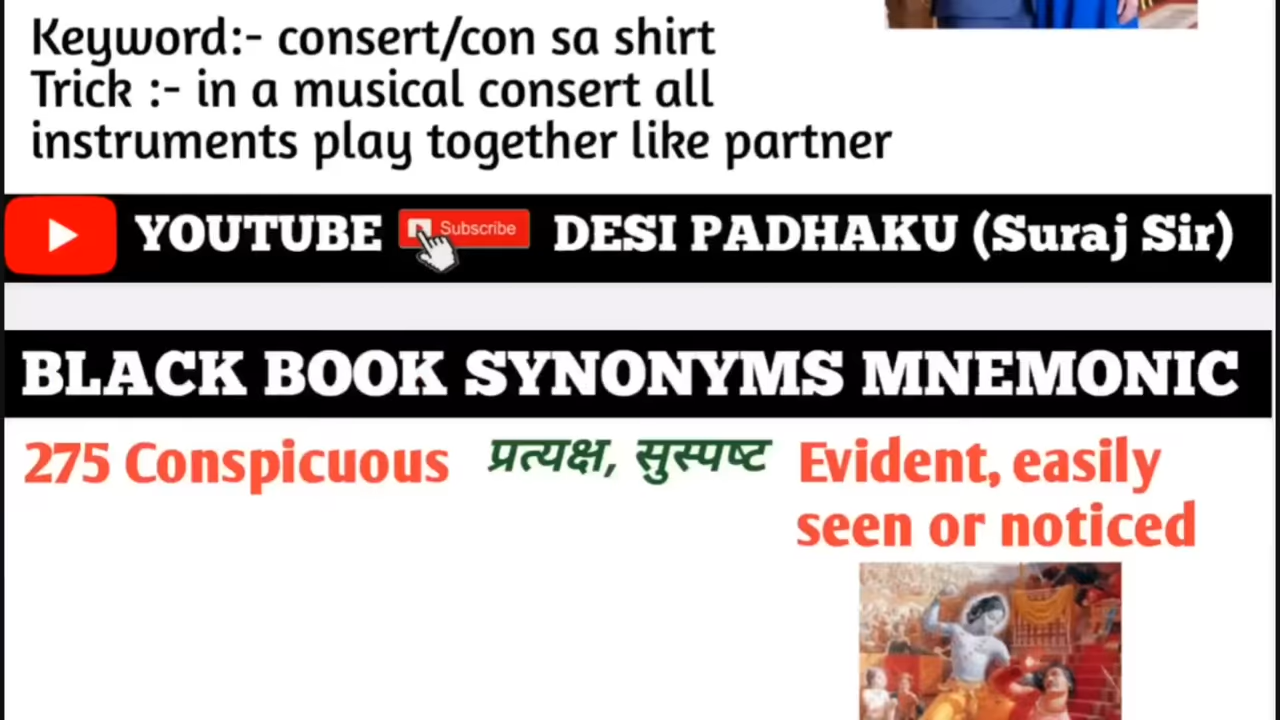 Keyword:- consert/con sa shirt
Trick :- in a musical consert all
instruments play together like partner
YOUTUBE Subscribe DESI PADHAKU (Suraj Sir)
BLACK BOOK SYNONYMS MNEMONIC
275 Conspicuous प्रत्यक्ष, सुस्पष्ट Evident, easily
seen or noticed